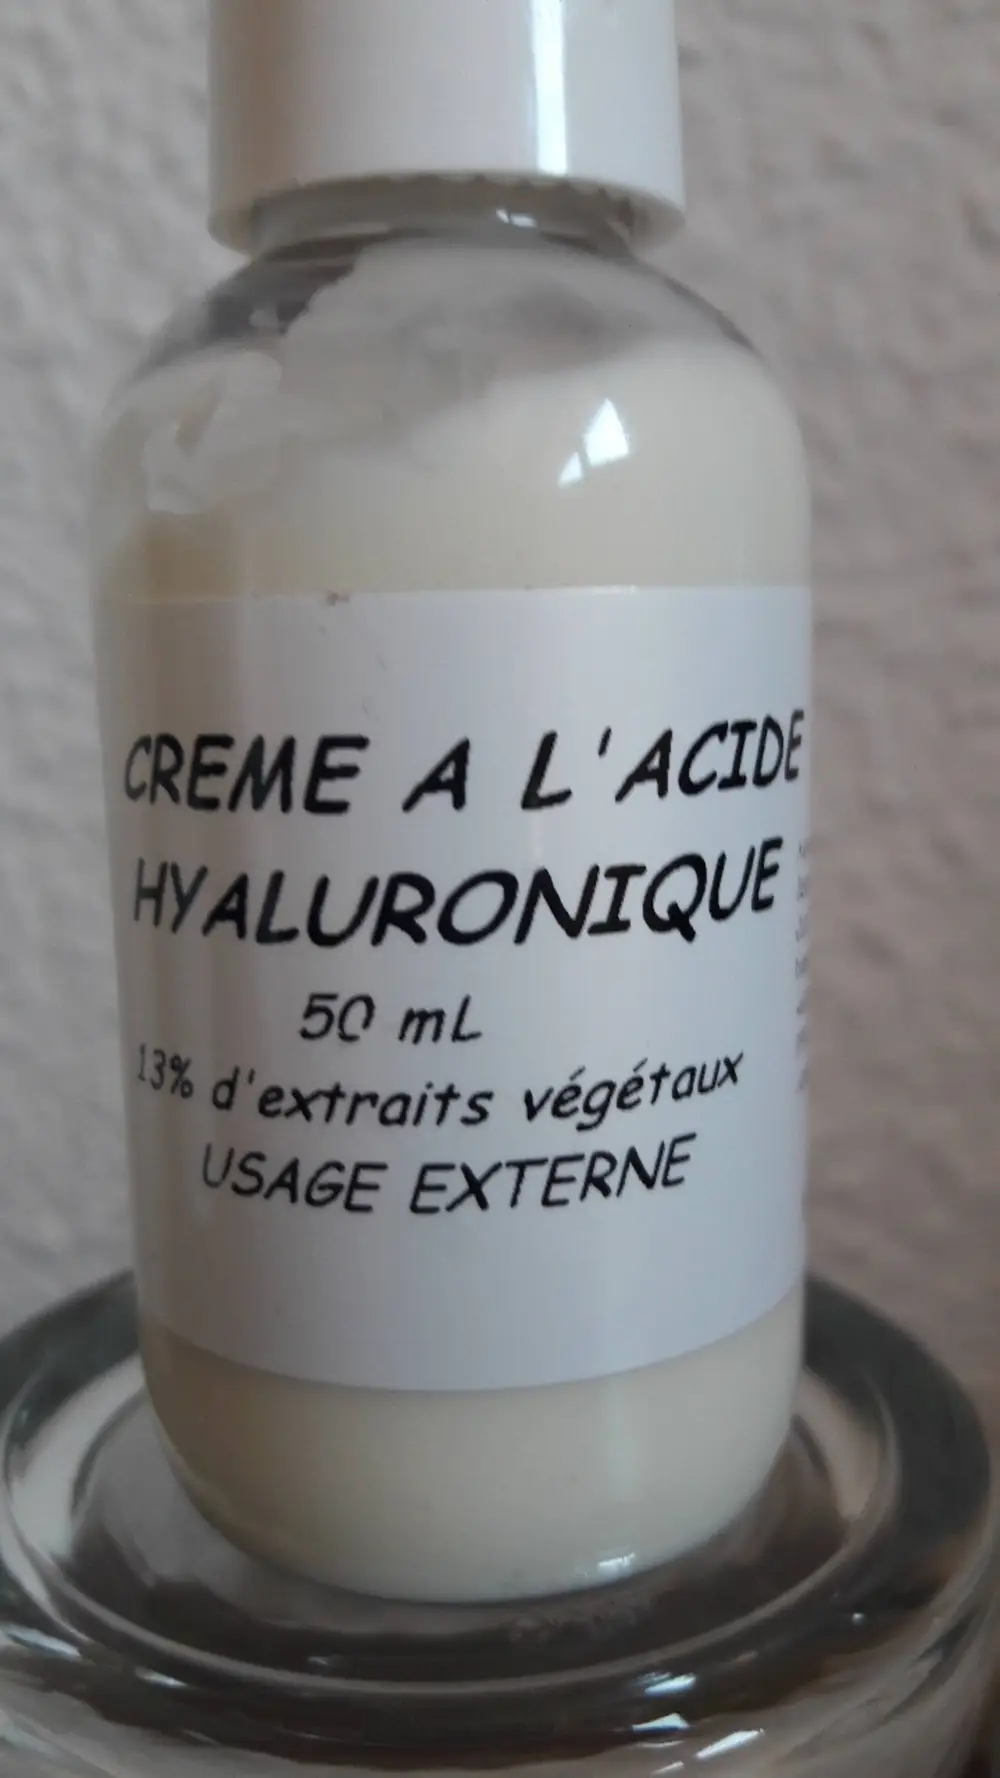 CREME A L'ACIDE
HYALURONIQUE
50 mL
13% d'extraits végétaux
USAGE EXTERNE